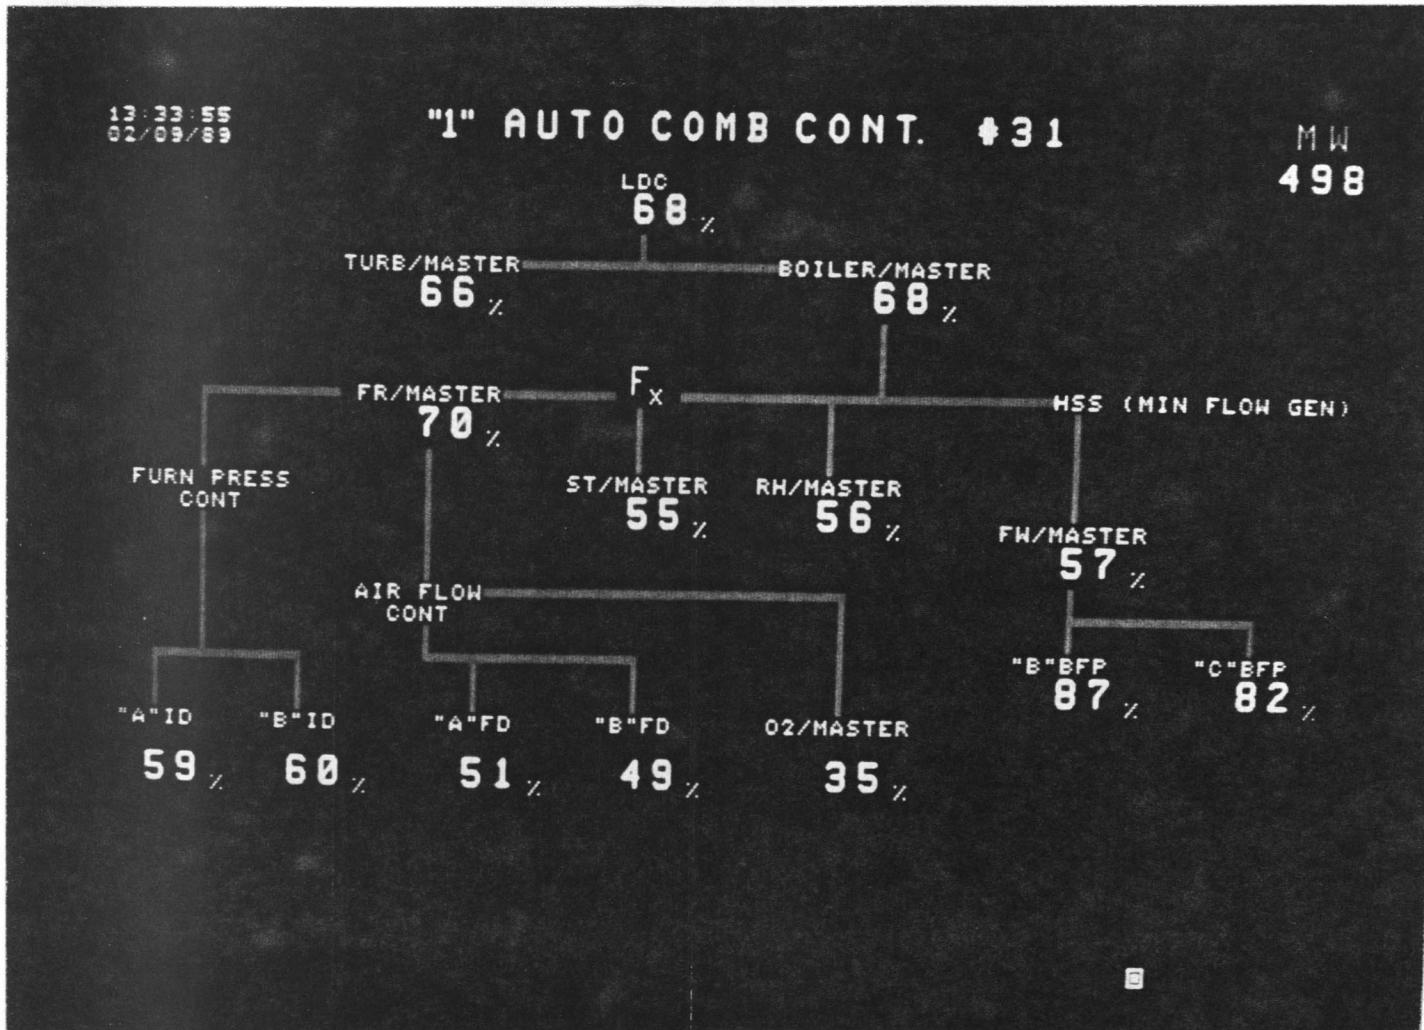 13:33:55
02/09/89
"1" AUTO COMB CONT. #31
MW
498
LDC
68 %
TURB/MASTER
66 %
BOILER/MASTER
68 %
FR/MASTER
70 %
Fx
HSS (MIN FLOW GEN)
FURN PRESS
CONT
ST/MASTER
55 %
RH/MASTER
56 %
FW/MASTER
57 %
AIR FLOW
CONT
"B"BFP
87 %
"C"BFP
82 %
"A"ID
59 %
"B"ID
60 %
"A"FD
51 %
"B"FD
49 %
O2/MASTER
35 %